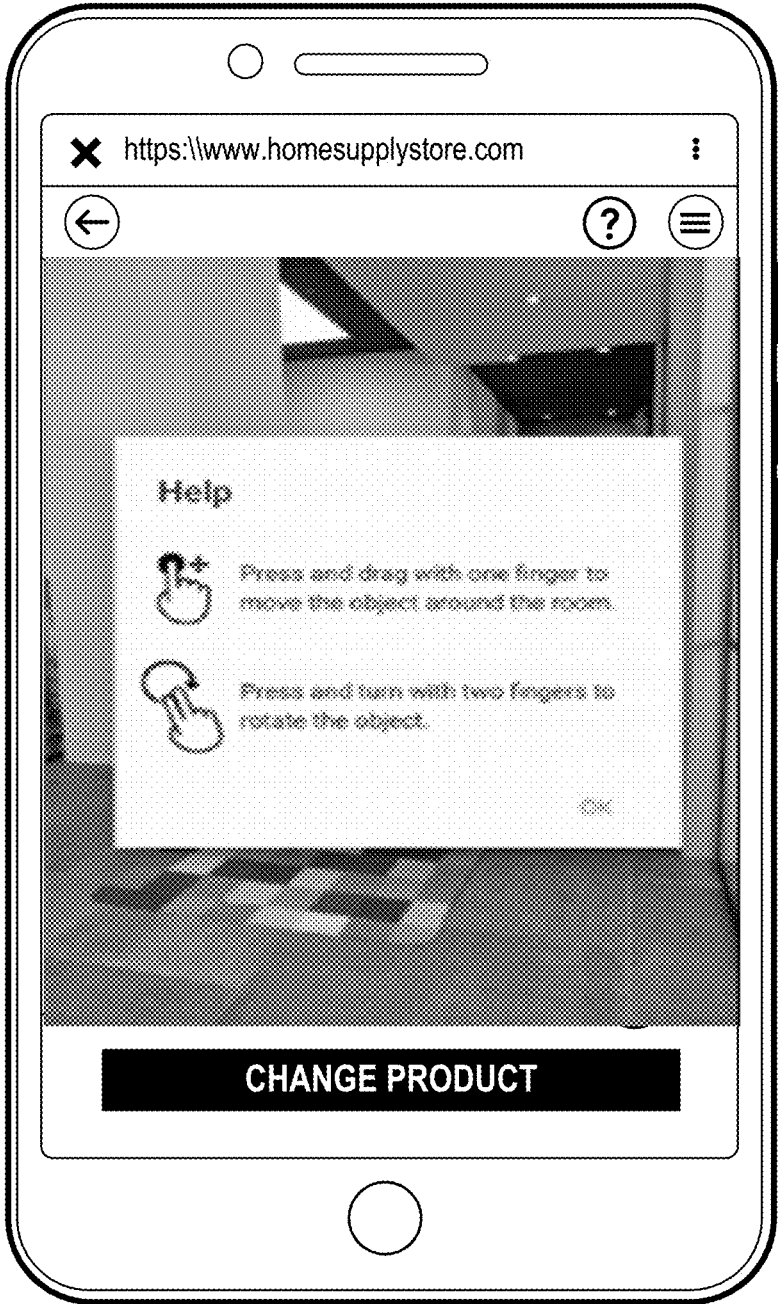 https:\\www.homesupplystore.com
?
Help
Press and drag with one finger to
move the object around the room.
Press and turn with two fingers to
rotate the object.
OK
CHANGE PRODUCT